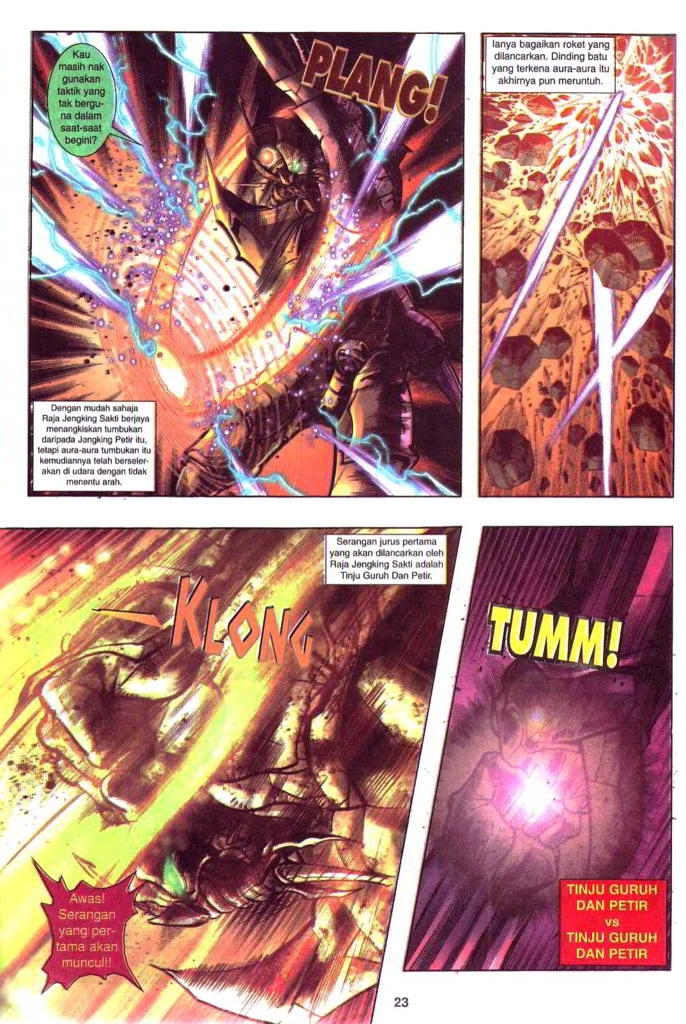 Kau
masih nak
gunakan
taktik yang
tak bergu-
na dalam
saat-saat
begini?
PLANG!
Dengan mudah sahaja
Raja Jengking Sakti berjaya
menangkiskan tumbukan
daripada Jongking Petir itu,
tetapi aura-aura tumbukan itu
kemudiannya telah berseler-
akan di udara dengan tidak
menentu arah.
Ianya bagaikan roket yang
dilancarkan. Dinding batu
yang terkena aura-aura itu
akhirnya pun meruntuh.
Serangan jurus pertama
yang akan dilancarkan oleh
Raja Jengking Sakti adalah
Tinju Guruh Dan Petir.
KLONG
Awas!
Serangan
yang per-
tama akan
muncul!!
TUMM!
TINJU GURUH
DAN PETIR
vs
TINJU GURUH
DAN PETIR
23